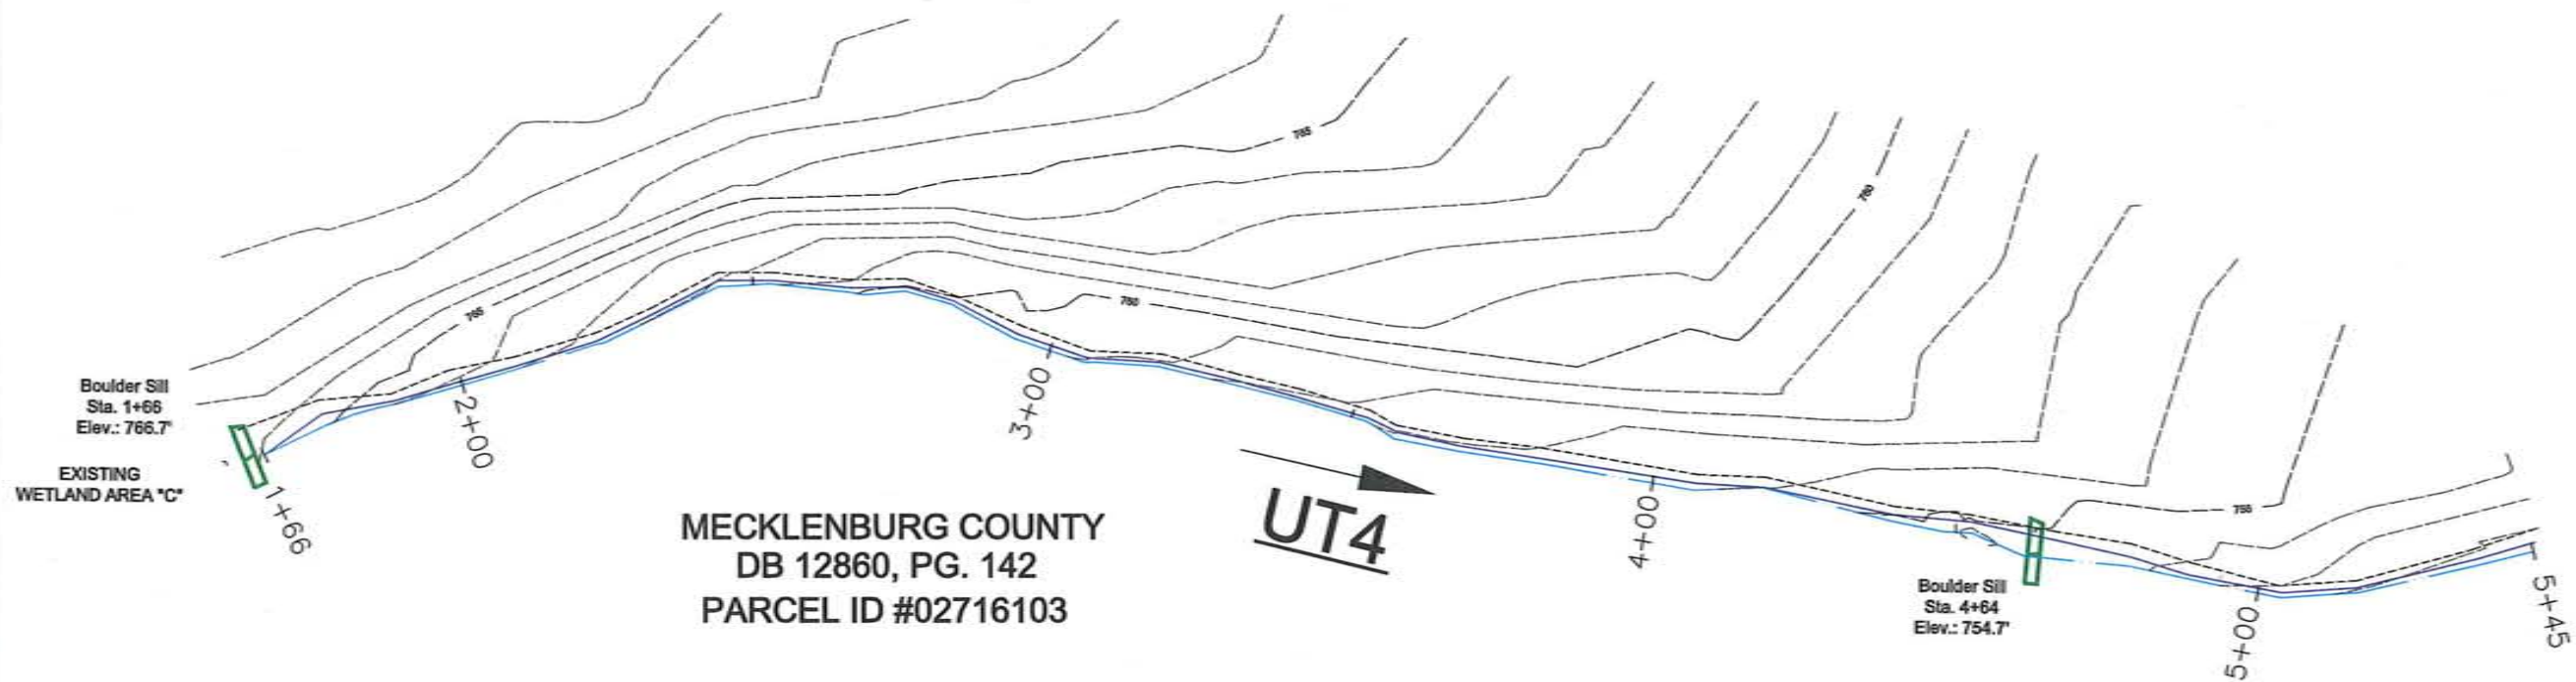 765
760
765
760
Boulder Sill
Sta. 1+66
Elev.: 766.7'
EXISTING
WETLAND AREA "C"
1+66
2+00
3+00
MECKLENBURG COUNTY
DB 12860, PG. 142
PARCEL ID #02716103
UT4
4+00
755
Boulder Sill
Sta. 4+64
Elev.: 754.7'
5+00
5+45